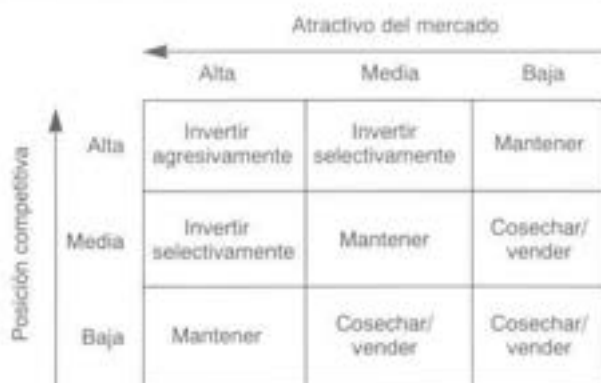 Atractivo del mercado
Alta Media Baja
Posición competitiva
Alta
Invertir
agresivamente
Invertir
selectivamente
Mantener
Media
Invertir
selectivamente
Mantener
Cosechar/
vender
Baja
Mantener
Cosechar/
vender
Cosechar/
vender